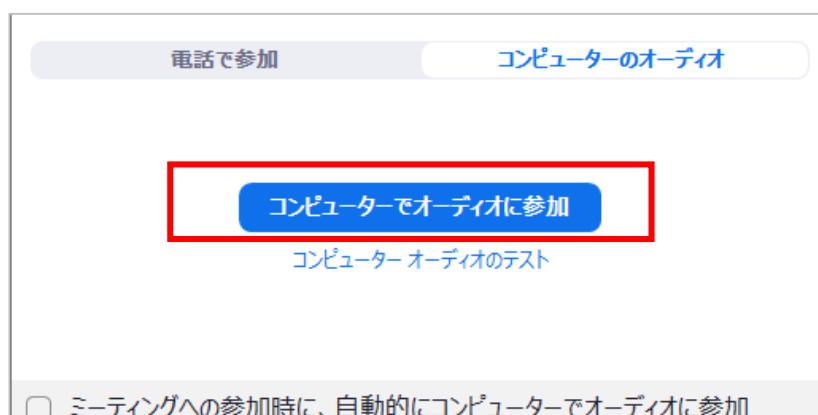 電話で参加
コンピューターのオーディオ
コンピューターでオーディオに参加
コンピューター オーディオのテスト
ミーティングへの参加時に、自動的にコンピューターでオーディオに参加